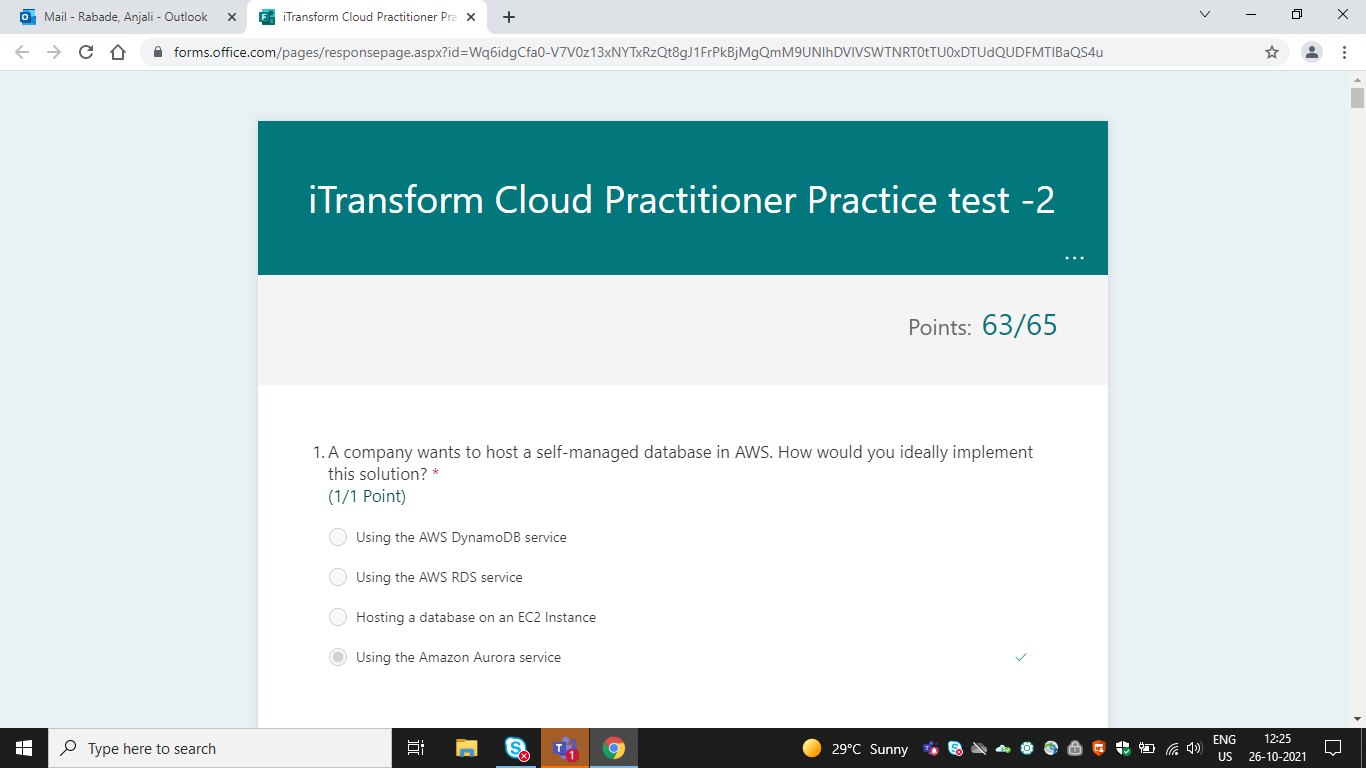 Mail - Rabade, Anjali - Outlook
iTransform Cloud Practitioner Pra
forms.office.com/pages/responsepage.aspx?id=Wq6idgCfa0-V7V0z13xNYTxRzQt8gJ1FrPkBjMgQmM9UNlhDVlVSWTNRT0tTU0xDTUdQUDFMTlBaQS4u
iTransform Cloud Practitioner Practice test -2
...
Points: 63/65
1. A company wants to host a self-managed database in AWS. How would you ideally implement
this solution? *
(1/1 Point)
Using the AWS DynamoDB service
Using the AWS RDS service
Hosting a database on an EC2 Instance
Using the Amazon Aurora service
Type here to search
1
29°C Sunny
ENG
US
12:25
26-10-2021